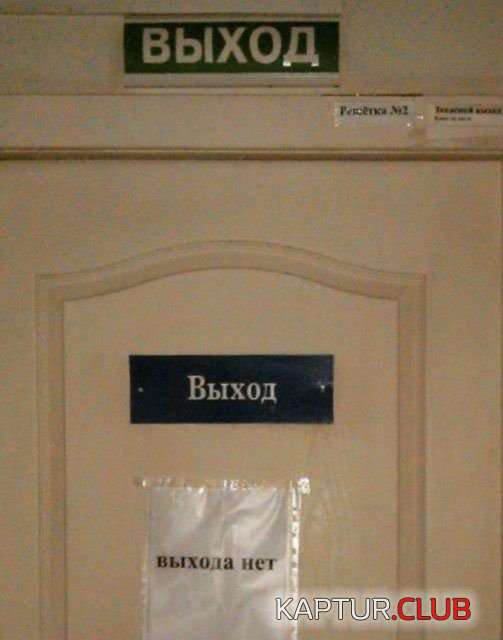 ВЫХОД
Решётка №2
Запасной выход
Выход
выхода нет
KAPTUR.CLUB